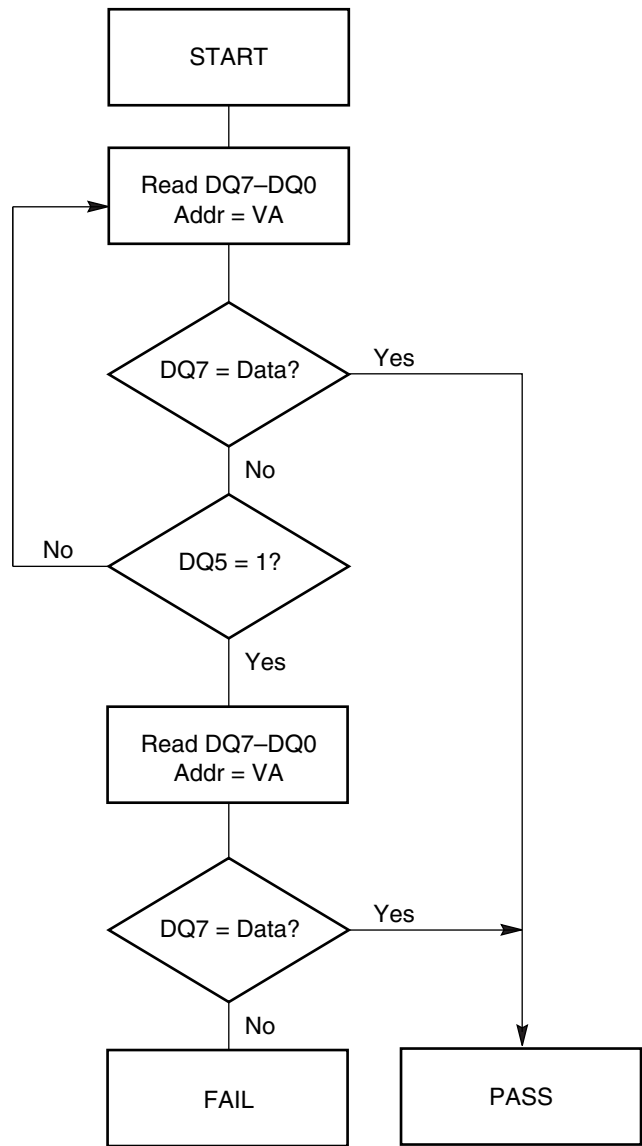 START
Read DQ7–DQ0
Addr = VA
DQ7 = Data?
Yes
No
No
DQ5 = 1?
Yes
Read DQ7–DQ0
Addr = VA
DQ7 = Data?
Yes
No
FAIL
PASS